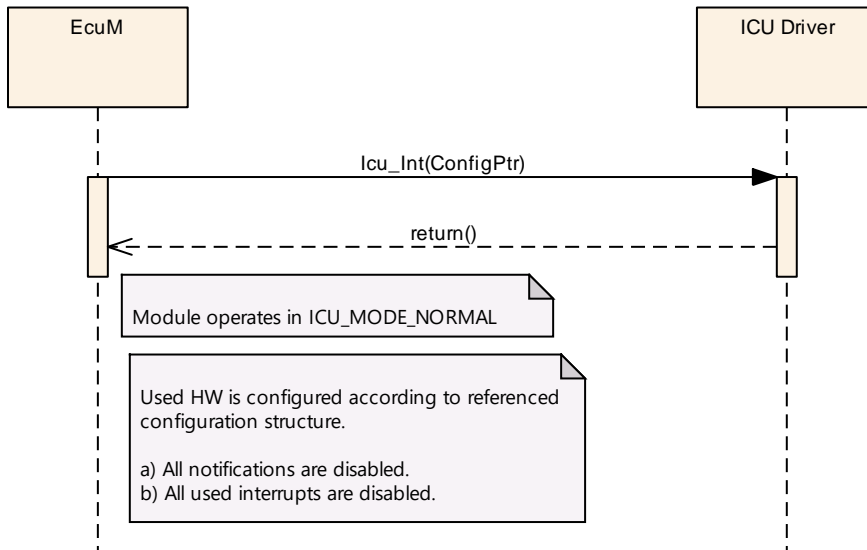 EcuM
ICU Driver
Icu_Int(ConfigPtr)
return()
Module operates in ICU_MODE_NORMAL
Used HW is configured according to referenced
configuration structure.
a) All notifications are disabled.
b) All used interrupts are disabled.